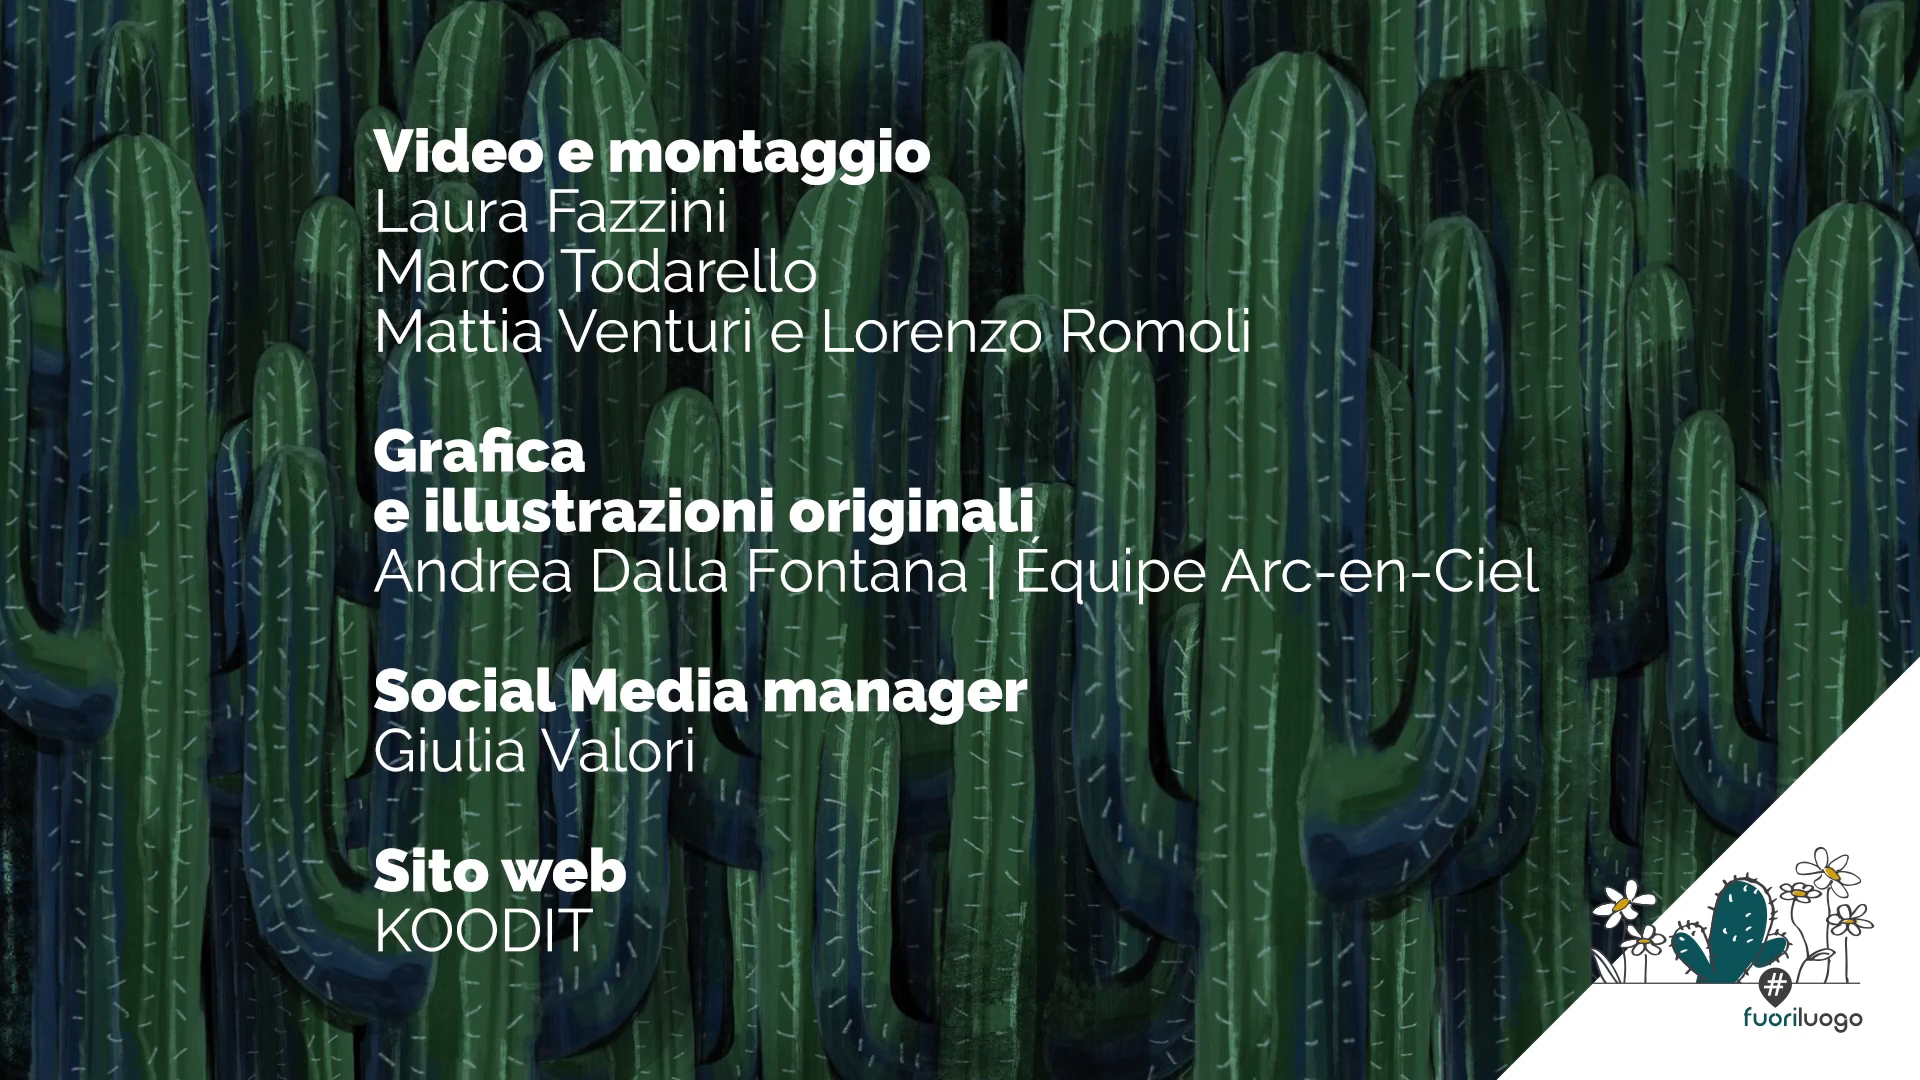 Video e montaggio
Laura Fazzini
Marco Todarello
Mattia Venturi e Lorenzo Romoli
Grafica
e illustrazioni originali
Andrea Dalla Fontana | Équipe Arc-en-Ciel
Social Media manager
Giulia Valori
Sito web
KOODIT
#
fuoriluogo